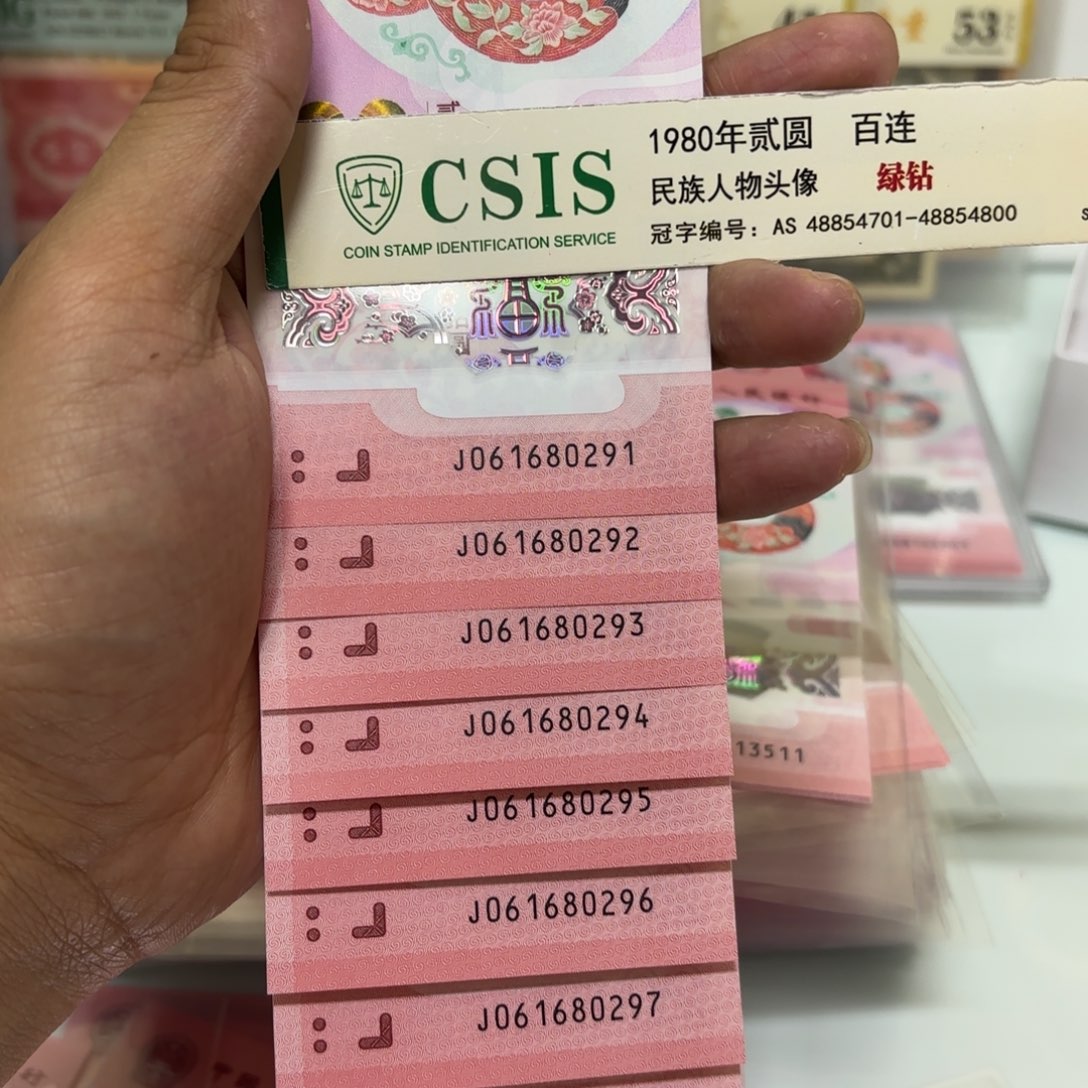 53
贰
CSIS
COIN STAMP IDENTIFICATION SERVICE
1980年贰圆 百连
民族人物头像 绿钻
冠字编号：AS 48854701-48854800
J061680291
J061680292
J061680293
J061680294
J061680295
J061680296
J061680297
13511